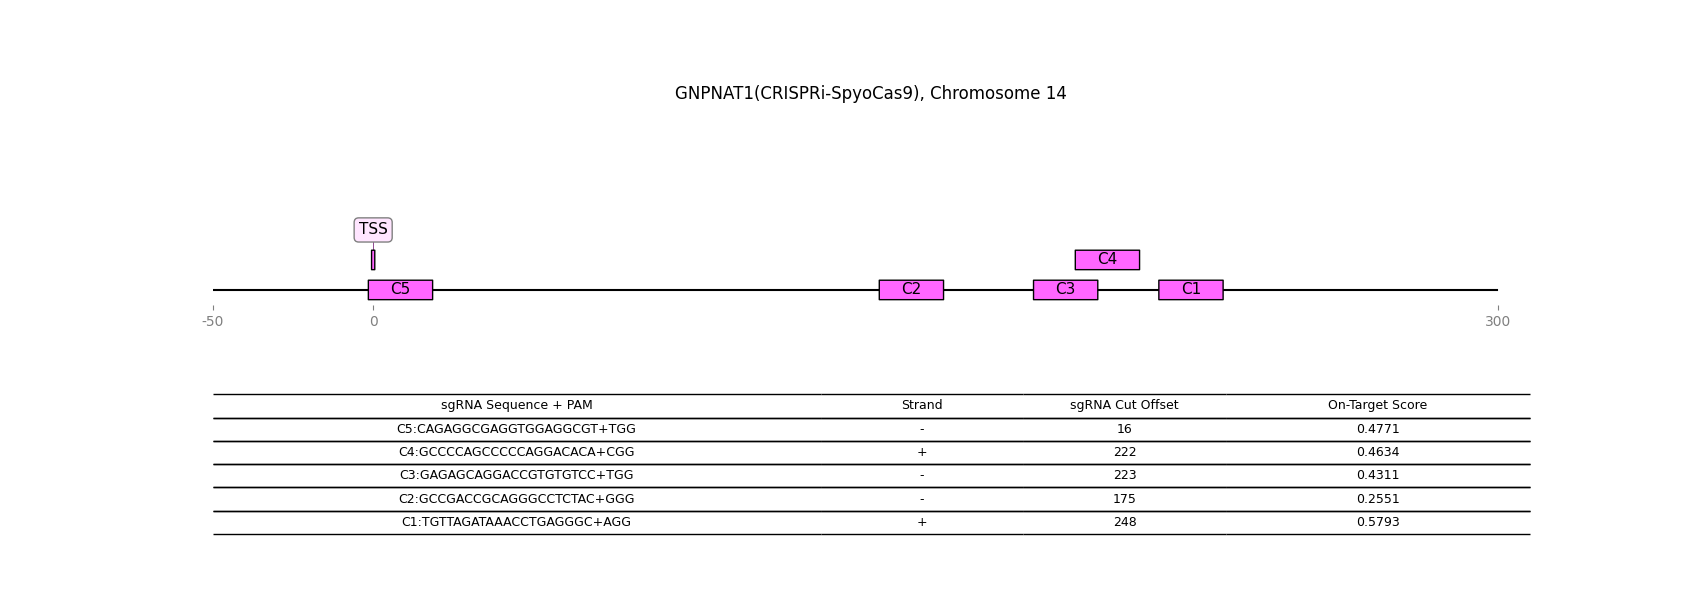 GNPNAT1(CRISPRi-SpyoCas9), Chromosome 14
TSS
C4
C5 C2 C3 C1
-50 0 300
sgRNA Sequence + PAM Strand sgRNA Cut Offset On-Target Score
C5:CAGAGGCGAGGTGGAGGCGT+TGG - 16 0.4771
C4:GCCCCAGCCCCCAGGACACA+CGG + 222 0.4634
C3:GAGAGCAGGACCGTGTGTCC+TGG - 223 0.4311
C2:GCCGACCGCAGGGCCTCTAC+GGG - 175 0.2551
C1:TGTTAGATAAACCTGAGGGC+AGG + 248 0.5793